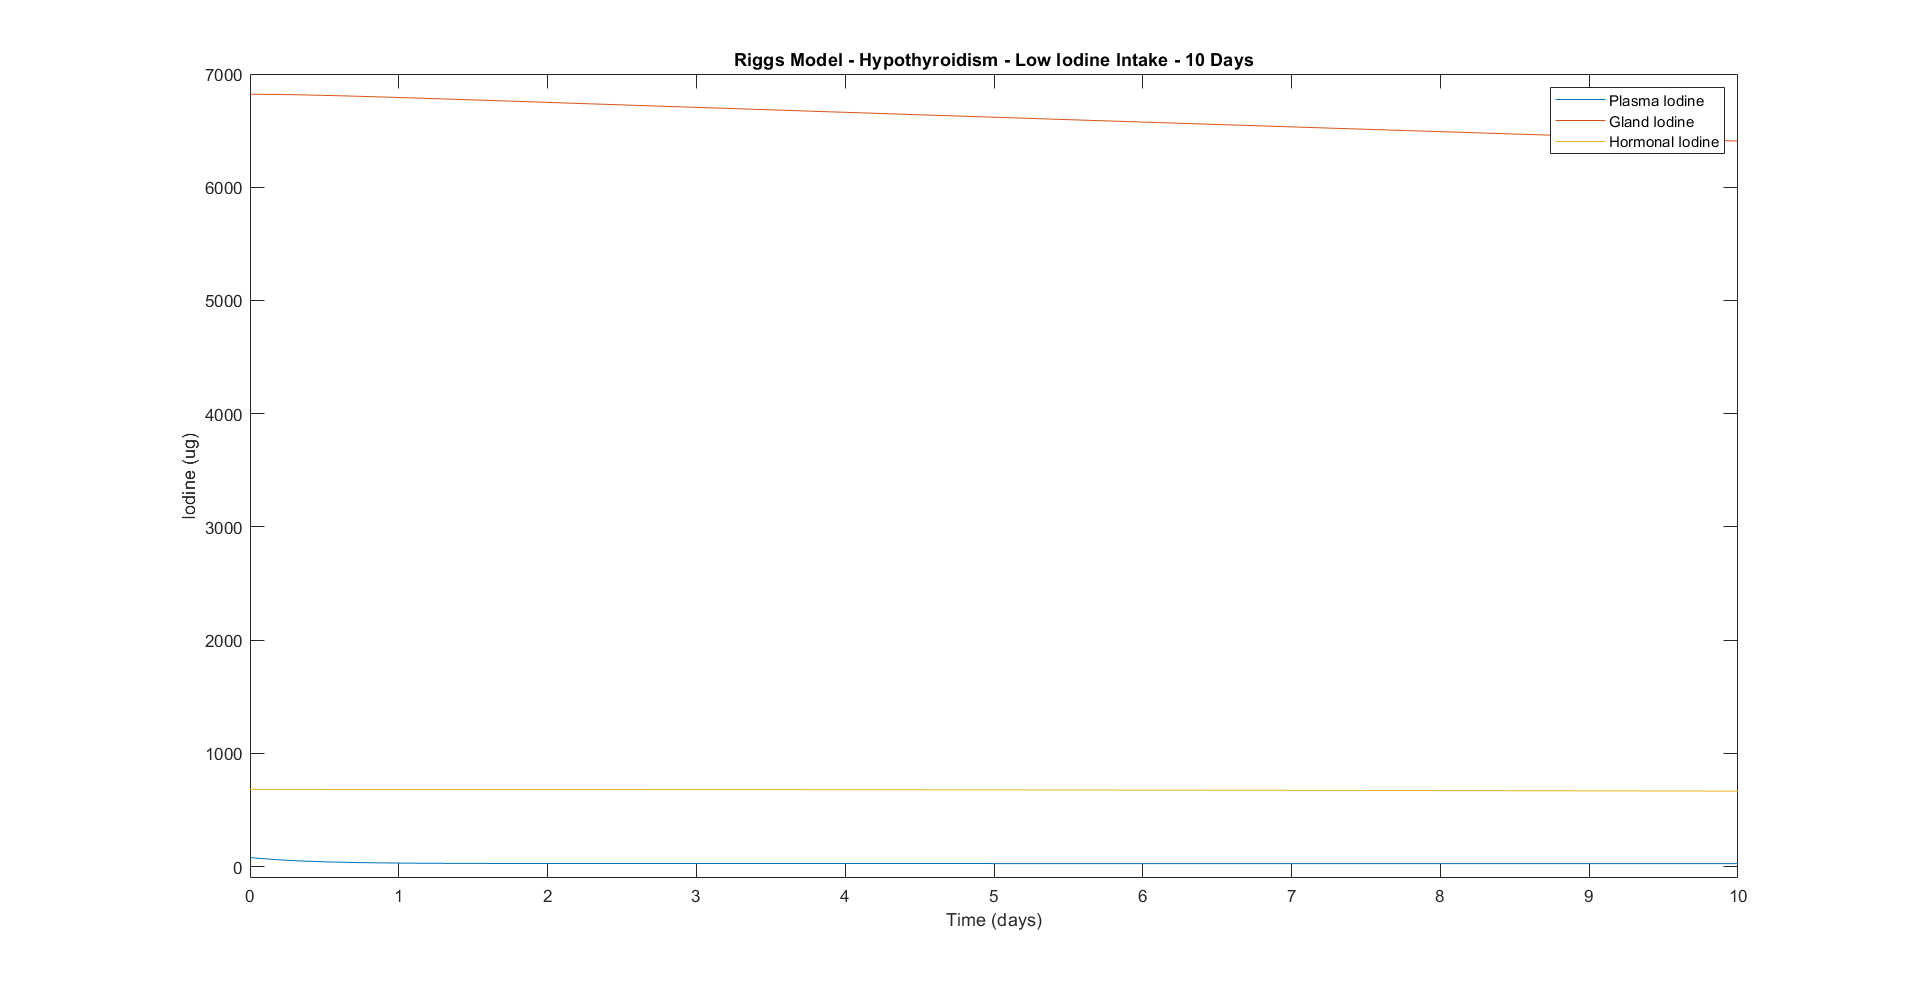 Riggs Model - Hypothyroidism - Low Iodine Intake - 10 Days
7000
6000
5000
4000
3000
2000
1000
0
Iodine (ug)
Plasma Iodine
Gland Iodine
Hormonal Iodine
0 1 2 3 4 5 6 7 8 9 10
Time (days)